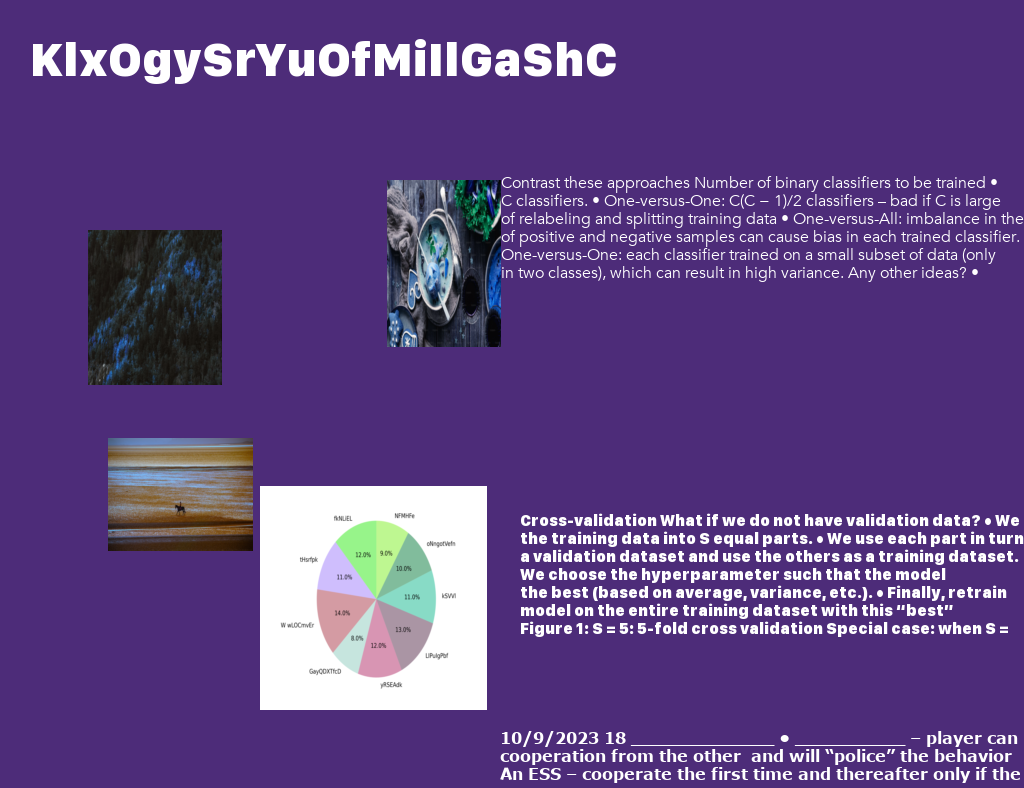 KlxOgySrYuOfMiIlGaShC
Contrast these approaches Number of binary classifiers to be trained •
C classifiers. • One-versus-One: C(C − 1)/2 classifiers – bad if C is large
of relabeling and splitting training data • One-versus-All: imbalance in the
of positive and negative samples can cause bias in each trained classifier.
One-versus-One: each classifier trained on a small subset of data (only
in two classes), which can result in high variance. Any other ideas? •
fkNLiEL
NFMHFe
oNngotVefn
kSVVl
LlPulgPbf
yRSEAdk
GayQDXTfcD
W wLOCmvEr
tHsrfpk
12.0%
9.0%
10.0%
11.0%
13.0%
12.0%
8.0%
14.0%
11.0%
Cross-validation What if we do not have validation data? • We
the training data into S equal parts. • We use each part in turn
a validation dataset and use the others as a training dataset.
We choose the hyperparameter such that the model
the best (based on average, variance, etc.). • Finally, retrain
model on the entire training dataset with this “best”
Figure 1: S = 5: 5-fold cross validation Special case: when S =
10/9/2023 18 _________________ • _____________ – player can
cooperation from the other and will “police” the behavior
An ESS – cooperate the first time and thereafter only if the